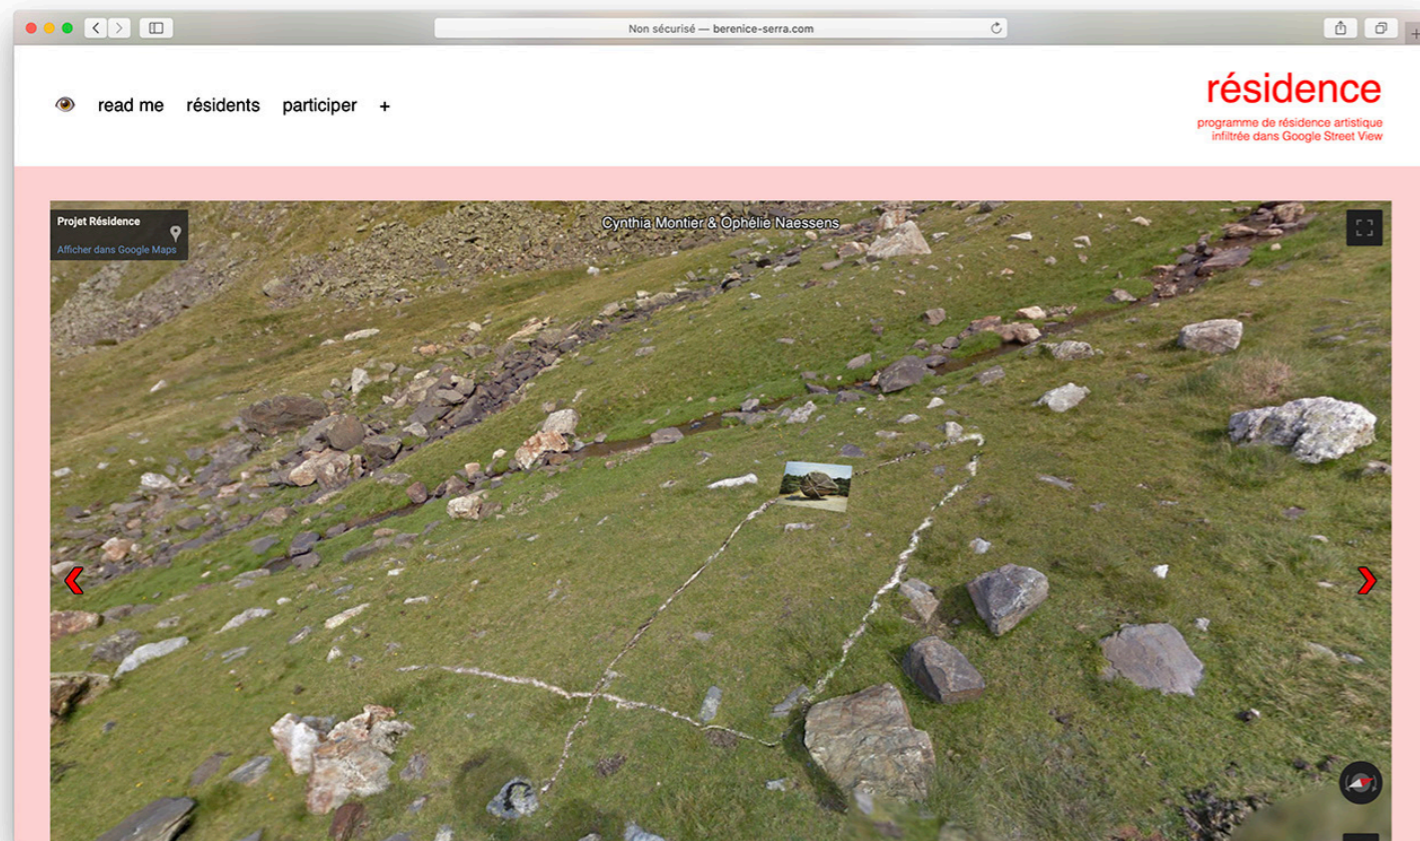 Non sécurisé — berenice-serra.com
read me résidents participer +
résidence
programme de résidence artistique
infiltrée dans Google Street View
Projet Résidence
Afficher dans Google Maps
Cynthia Montier & Ophélie Naessens